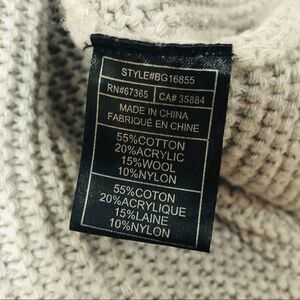 STYLE#BG16855
RN#67365 CA# 35884
MADE IN CHINA
FABRIQUÉ EN CHINE
55%COTTON
20%ACRYLIC
15%WOOL
10%NYLON
55%COTON
20%ACRYLIQUE
15%LAINE
10%NYLON